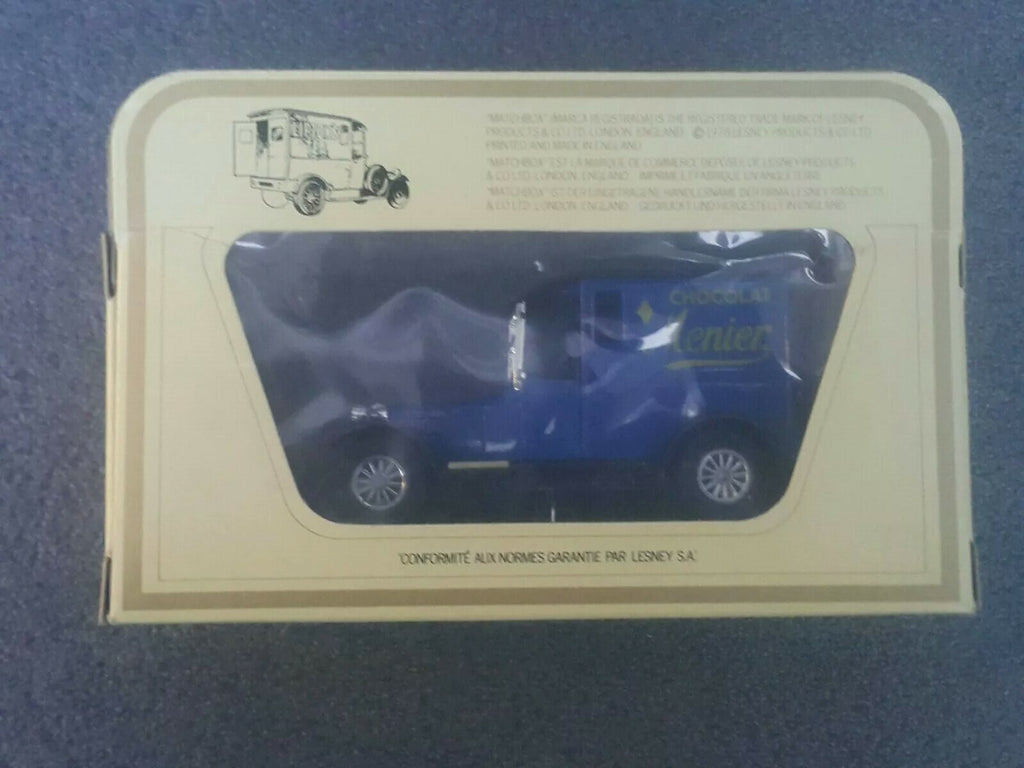 "MATCHBOX" (MARCA REGISTRADA) IS THE REGISTERED TRADE MARK OF LESNEY
PRODUCTS & CO LTD. LONDON. ENGLAND. © 1978 LESNEY PRODUCTS & CO LTD
PRINTED AND MADE IN ENGLAND
"MATCHBOX" EST LA MARQUE DE COMMERCE DEPOSÉE DE LESNEY PRODUCTS
& CO LTD. LONDON. ENGLAND. IMPRIMÉ ET FABRIQUÉ EN ANGLETERRE
"MATCHBOX" IST DER EINGETRAGENE HANDELSNAME DER FIRMA LESNEY PRODUCTS
& CO LTD. LONDON. ENGLAND. GEDRUCKT UND HERGESTELLT IN ENGLAND
CHOCOLAT
Menier
'CONFORMITÉ AUX NORMES GARANTIE PAR LESNEY S.A.'